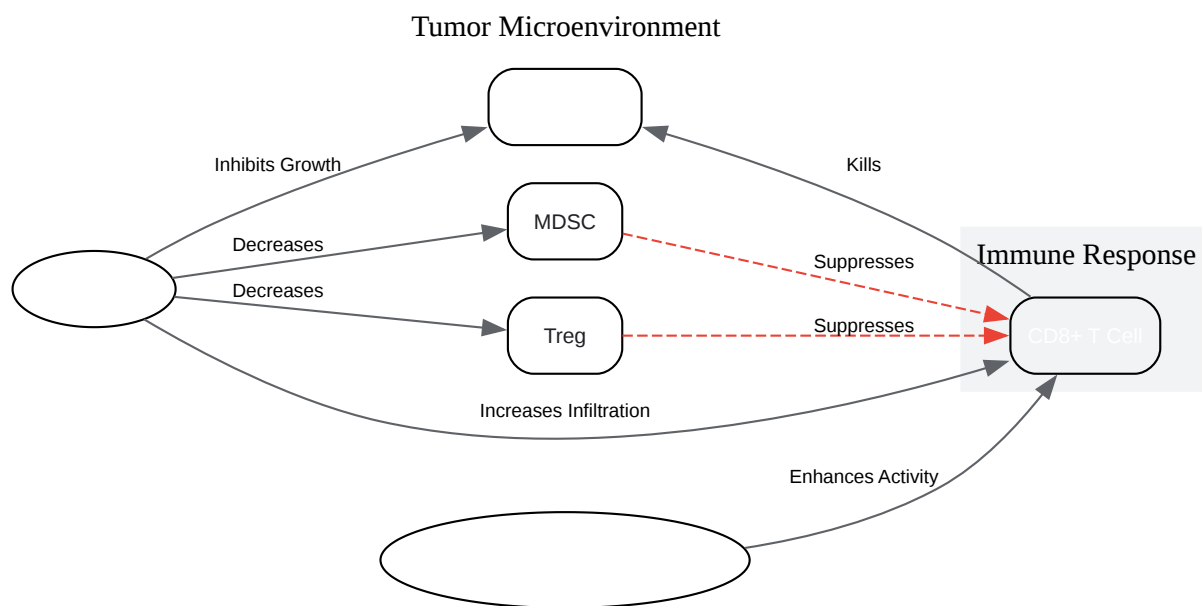 Tumor Microenvironment
Inhibits Growth
Kills
MDSC
Decreases
Suppresses
Immune Response
Decreases
Treg
Suppresses
CD8+ T Cell
Increases Infiltration
Enhances Activity